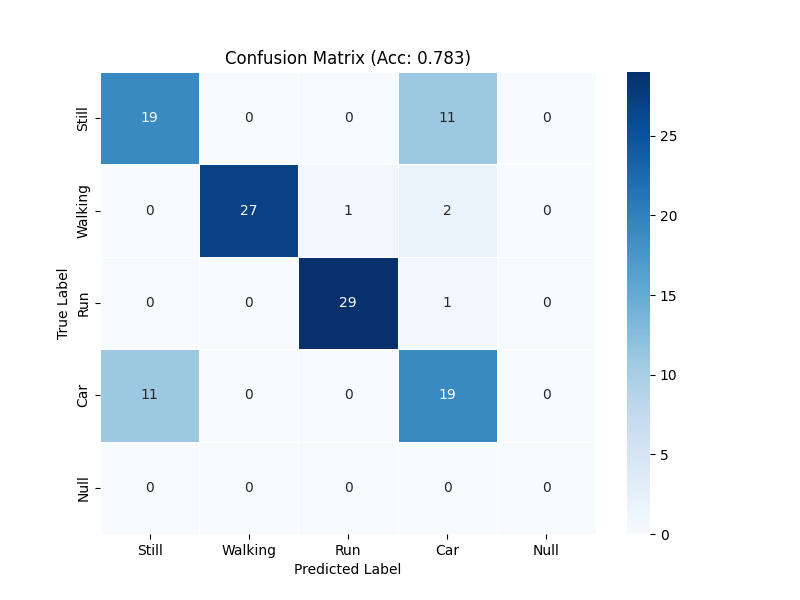 Confusion Matrix (Acc: 0.783)
True Label
Still 19 0 0 11 0
Walking 0 27 1 2 0
Run 0 0 29 1 0
Car 11 0 0 19 0
Null 0 0 0 0 0
Still Walking Run Car Null
Predicted Label
25
20
15
10
5
0